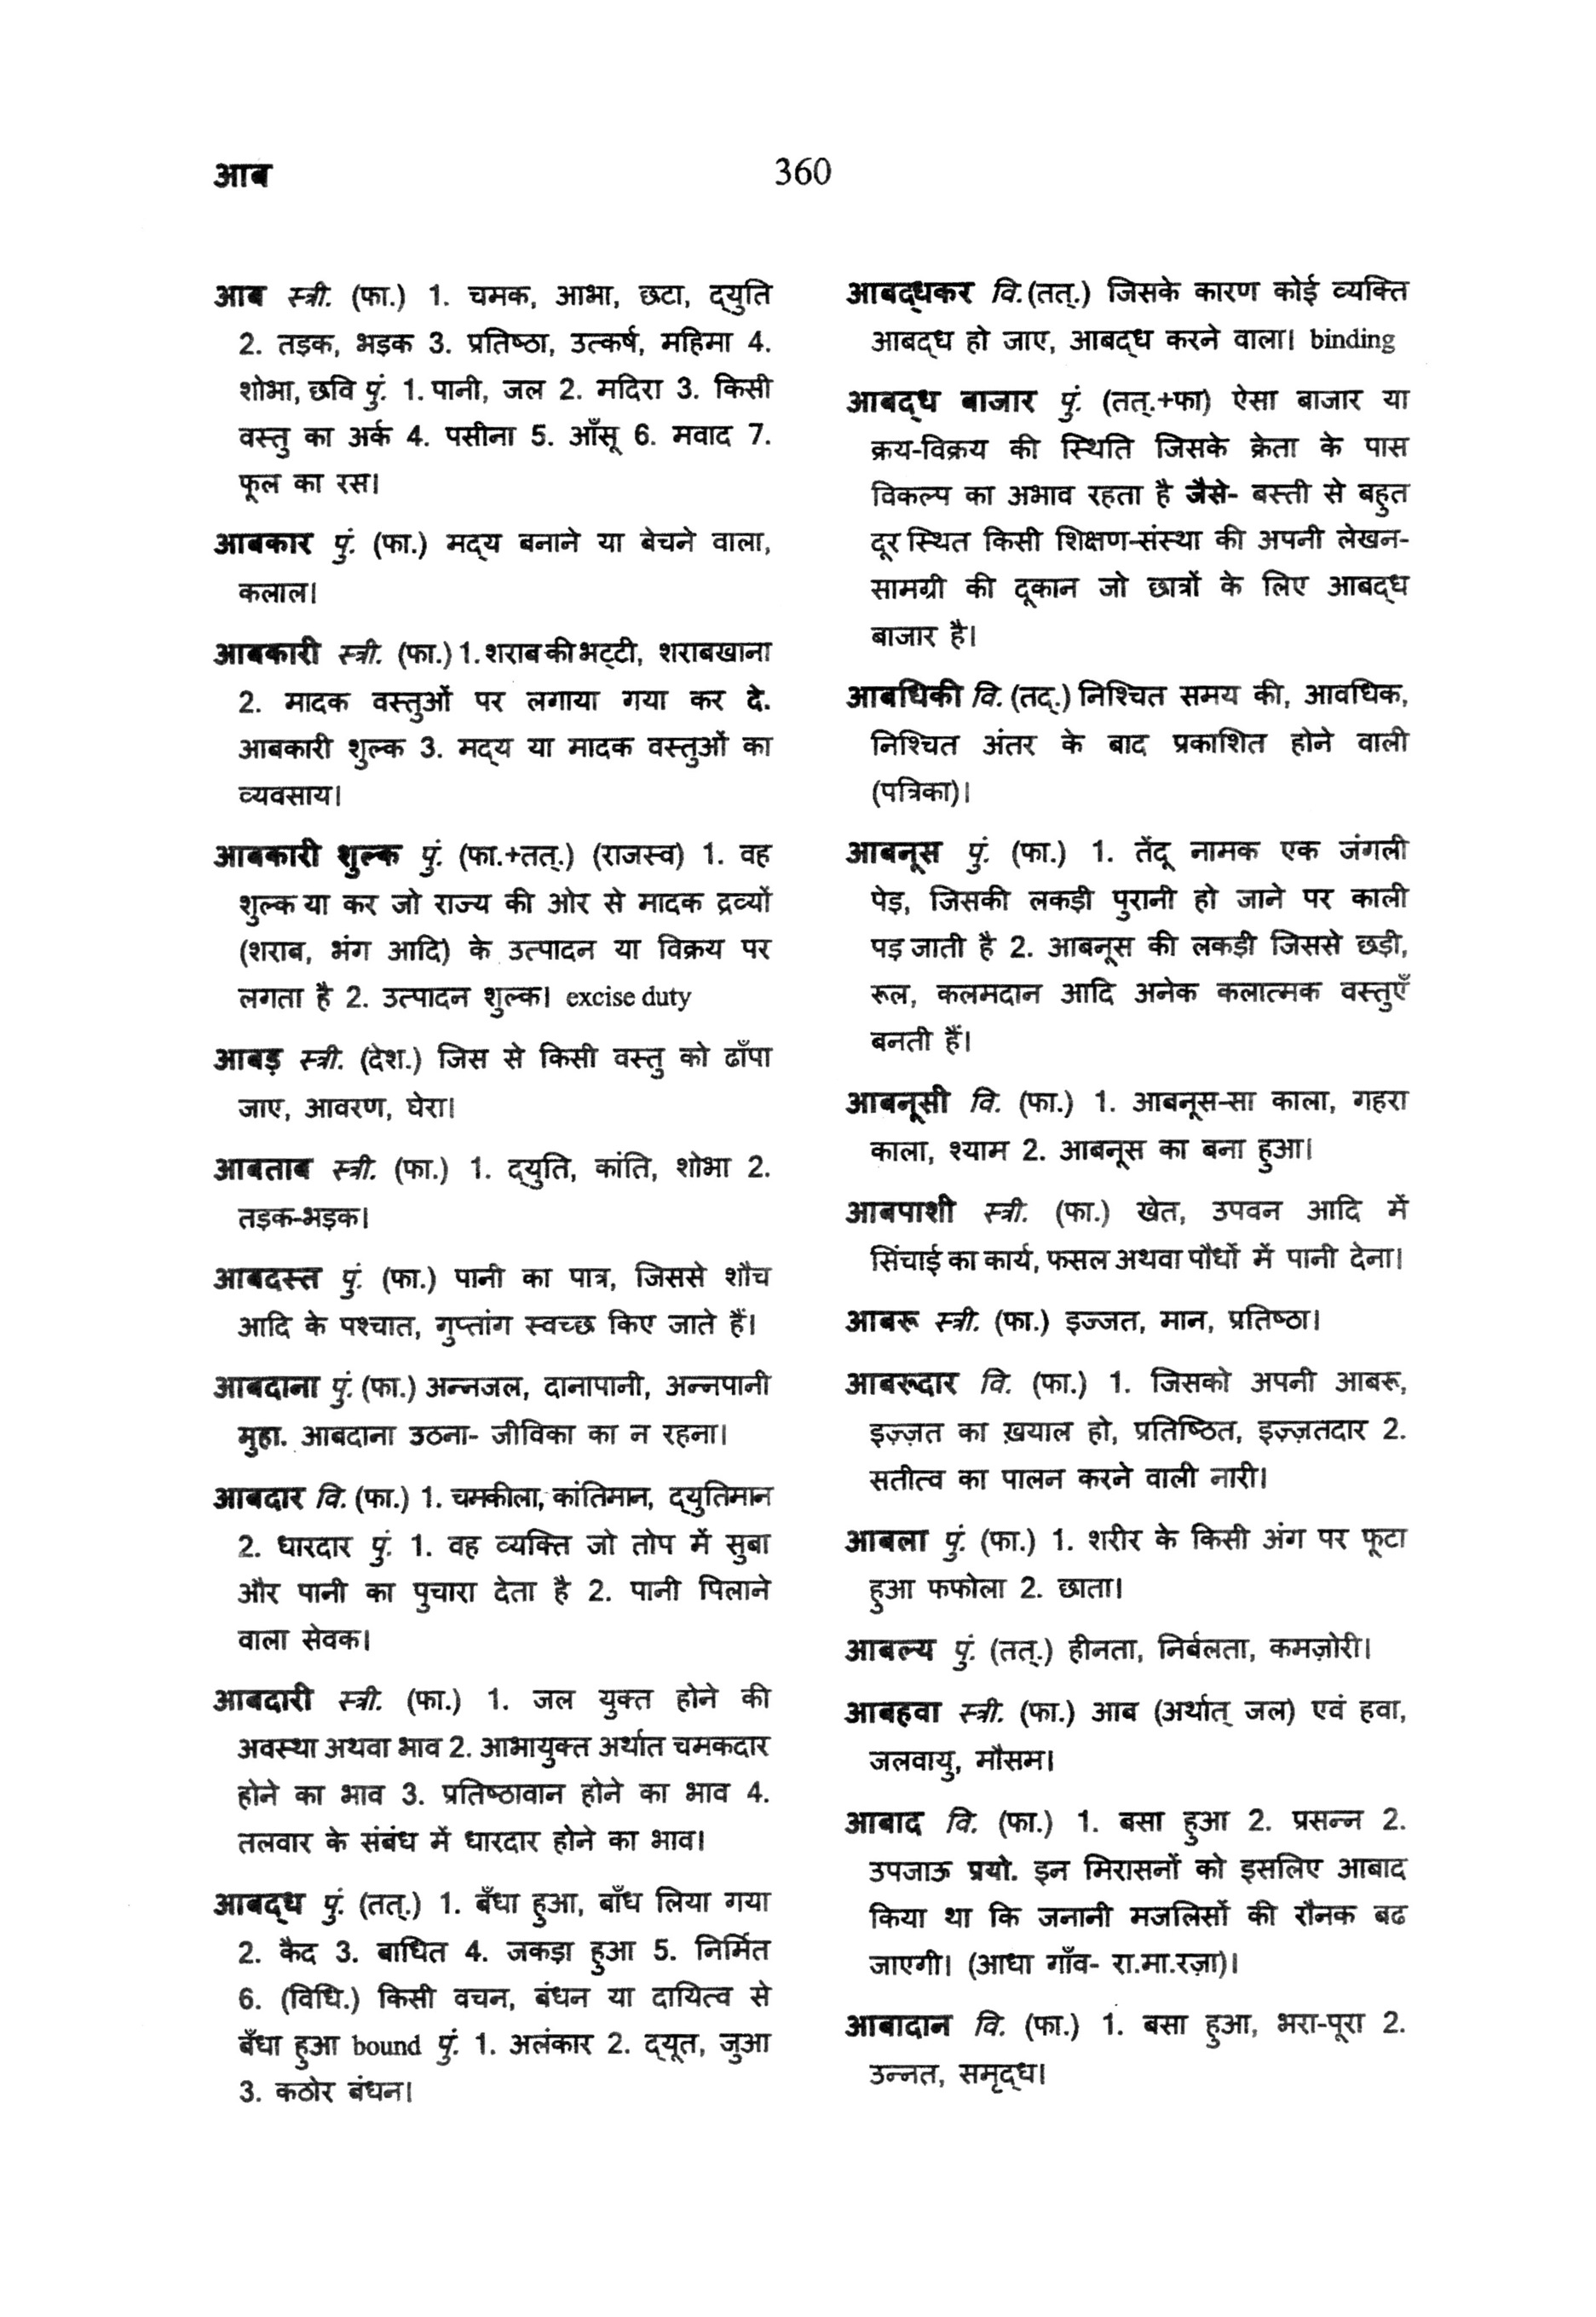 आब
360
आब स्त्री. (फा.) 1. चमक, आभा, छटा, द्‌युति
2. तड़क, भड़क 3. प्रतिष्ठा, उत्कर्ष, महिमा 4.
शोभा, छवि पुं. 1. पानी, जल 2. मदिरा 3. किसी
वस्तु का अर्क 4. पसीना 5. आँसू 6. मवाद 7.
फूल का रस।
आबकार पुं. (फा.) मद्‌य बनाने या बेचने वाला,
कलाल।
आबकारी स्त्री. (फा.) 1. शराब की भट्‌टी, शराबखाना
2. मादक वस्तुओं पर लगाया गया कर दे.
आबकारी शुल्क 3. मद्‌य या मादक वस्तुओं का
व्यवसाय।
आबकारी शुल्क पुं. (फा.+तत्.) (राजस्व) 1. वह
शुल्क या कर जो राज्य की ओर से मादक द्रव्यों
(शराब, भंग आदि) के उत्पादन या विक्रय पर
लगता है 2. उत्पादन शुल्क। excise duty
आबड़ स्त्री. (देश.) जिस से किसी वस्तु को ढाँपा
जाए, आवरण, घेरा।
आबताब स्त्री. (फा.) 1. द्‌युति, कांति, शोभा 2.
तड़क-भड़क।
आबदस्त पुं. (फा.) पानी का पात्र, जिससे शौच
आदि के पश्चात, गुप्तांग स्वच्छ किए जाते हैं।
आबदाना पुं. (फा.) अन्नजल, दानापानी, अन्नपानी
मुहा. आबदाना उठना- जीविका का न रहना।
आबदार वि. (फा.) 1. चमकीला, कांतिमान, द्‌युतिमान
2. धारदार पुं. 1. वह व्यक्ति जो तोप में सुबा
और पानी का पुचारा देता है 2. पानी पिलाने
वाला सेवक।
आबदारी स्त्री. (फा.) 1. जल युक्त होने की
अवस्था अथवा भाव 2. आभायुक्त अर्थात चमकदार
होने का भाव 3. प्रतिष्ठावान होने का भाव 4.
तलवार के संबंध में धारदार होने का भाव।
आबद्‌ध पुं. (तत्.) 1. बँधा हुआ, बाँध लिया गया
2. कैद 3. बाधित 4. जकड़ा हुआ 5. निर्मित
6. (विधि.) किसी वचन, बंधन या दायित्व से
बँधा हुआ bound पुं. 1. अलंकार 2. द्‌यूत, जुआ
3. कठोर बंधन।
आबद्‌धकर वि.(तत्.) जिसके कारण कोई व्यक्ति
आबद्‌ध हो जाए, आबद्‌ध करने वाला। binding
आबद्‌ध बाजार पुं. (तत्.+फा) ऐसा बाजार या
क्रय-विक्रय की स्थिति जिसके क्रेता के पास
विकल्प का अभाव रहता है जैसे- बस्ती से बहुत
दूर स्थित किसी शिक्षण-संस्था की अपनी लेखन-
सामग्री की दूकान जो छात्रों के लिए आबद्‌ध
बाजार है।
आबधिकी वि. (तद्.) निश्चित समय की, आवधिक,
निश्चित अंतर के बाद प्रकाशित होने वाली
(पत्रिका)।
आबनूस पुं. (फा.) 1. तेंदू नामक एक जंगली
पेड़, जिसकी लकड़ी पुरानी हो जाने पर काली
पड़ जाती है 2. आबनूस की लकड़ी जिससे छड़ी,
रूल, कलमदान आदि अनेक कलात्मक वस्तुएँ
बनती हैं।
आबनूसी वि. (फा.) 1. आबनूस-सा काला, गहरा
काला, श्याम 2. आबनूस का बना हुआ।
आबपाशी स्त्री. (फा.) खेत, उपवन आदि में
सिंचाई का कार्य, फसल अथवा पौधों में पानी देना।
आबरू स्त्री. (फा.) इज्जत, मान, प्रतिष्ठा।
आबरूदार वि. (फा.) 1. जिसको अपनी आबरू,
इज़्ज़त का ख़याल हो, प्रतिष्ठित, इज़्ज़तदार 2.
सतीत्व का पालन करने वाली नारी।
आबला पुं. (फा.) 1. शरीर के किसी अंग पर फूटा
हुआ फफोला 2. छाता।
आबल्य पुं. (तत्.) हीनता, निर्बलता, कमज़ोरी।
आबहवा स्त्री. (फा.) आब (अर्थात् जल) एवं हवा,
जलवायु, मौसम।
आबाद वि. (फा.) 1. बसा हुआ 2. प्रसन्न 2.
उपजाऊ प्रयो. इन मिरासनों को इसलिए आबाद
किया था कि जनानी मजलिसों की रौनक बढ
जाएगी। (आधा गाँव- रा.मा.रज़ा)।
आबादान वि. (फा.) 1. बसा हुआ, भरा-पूरा 2.
उन्नत, समृद्‌ध।